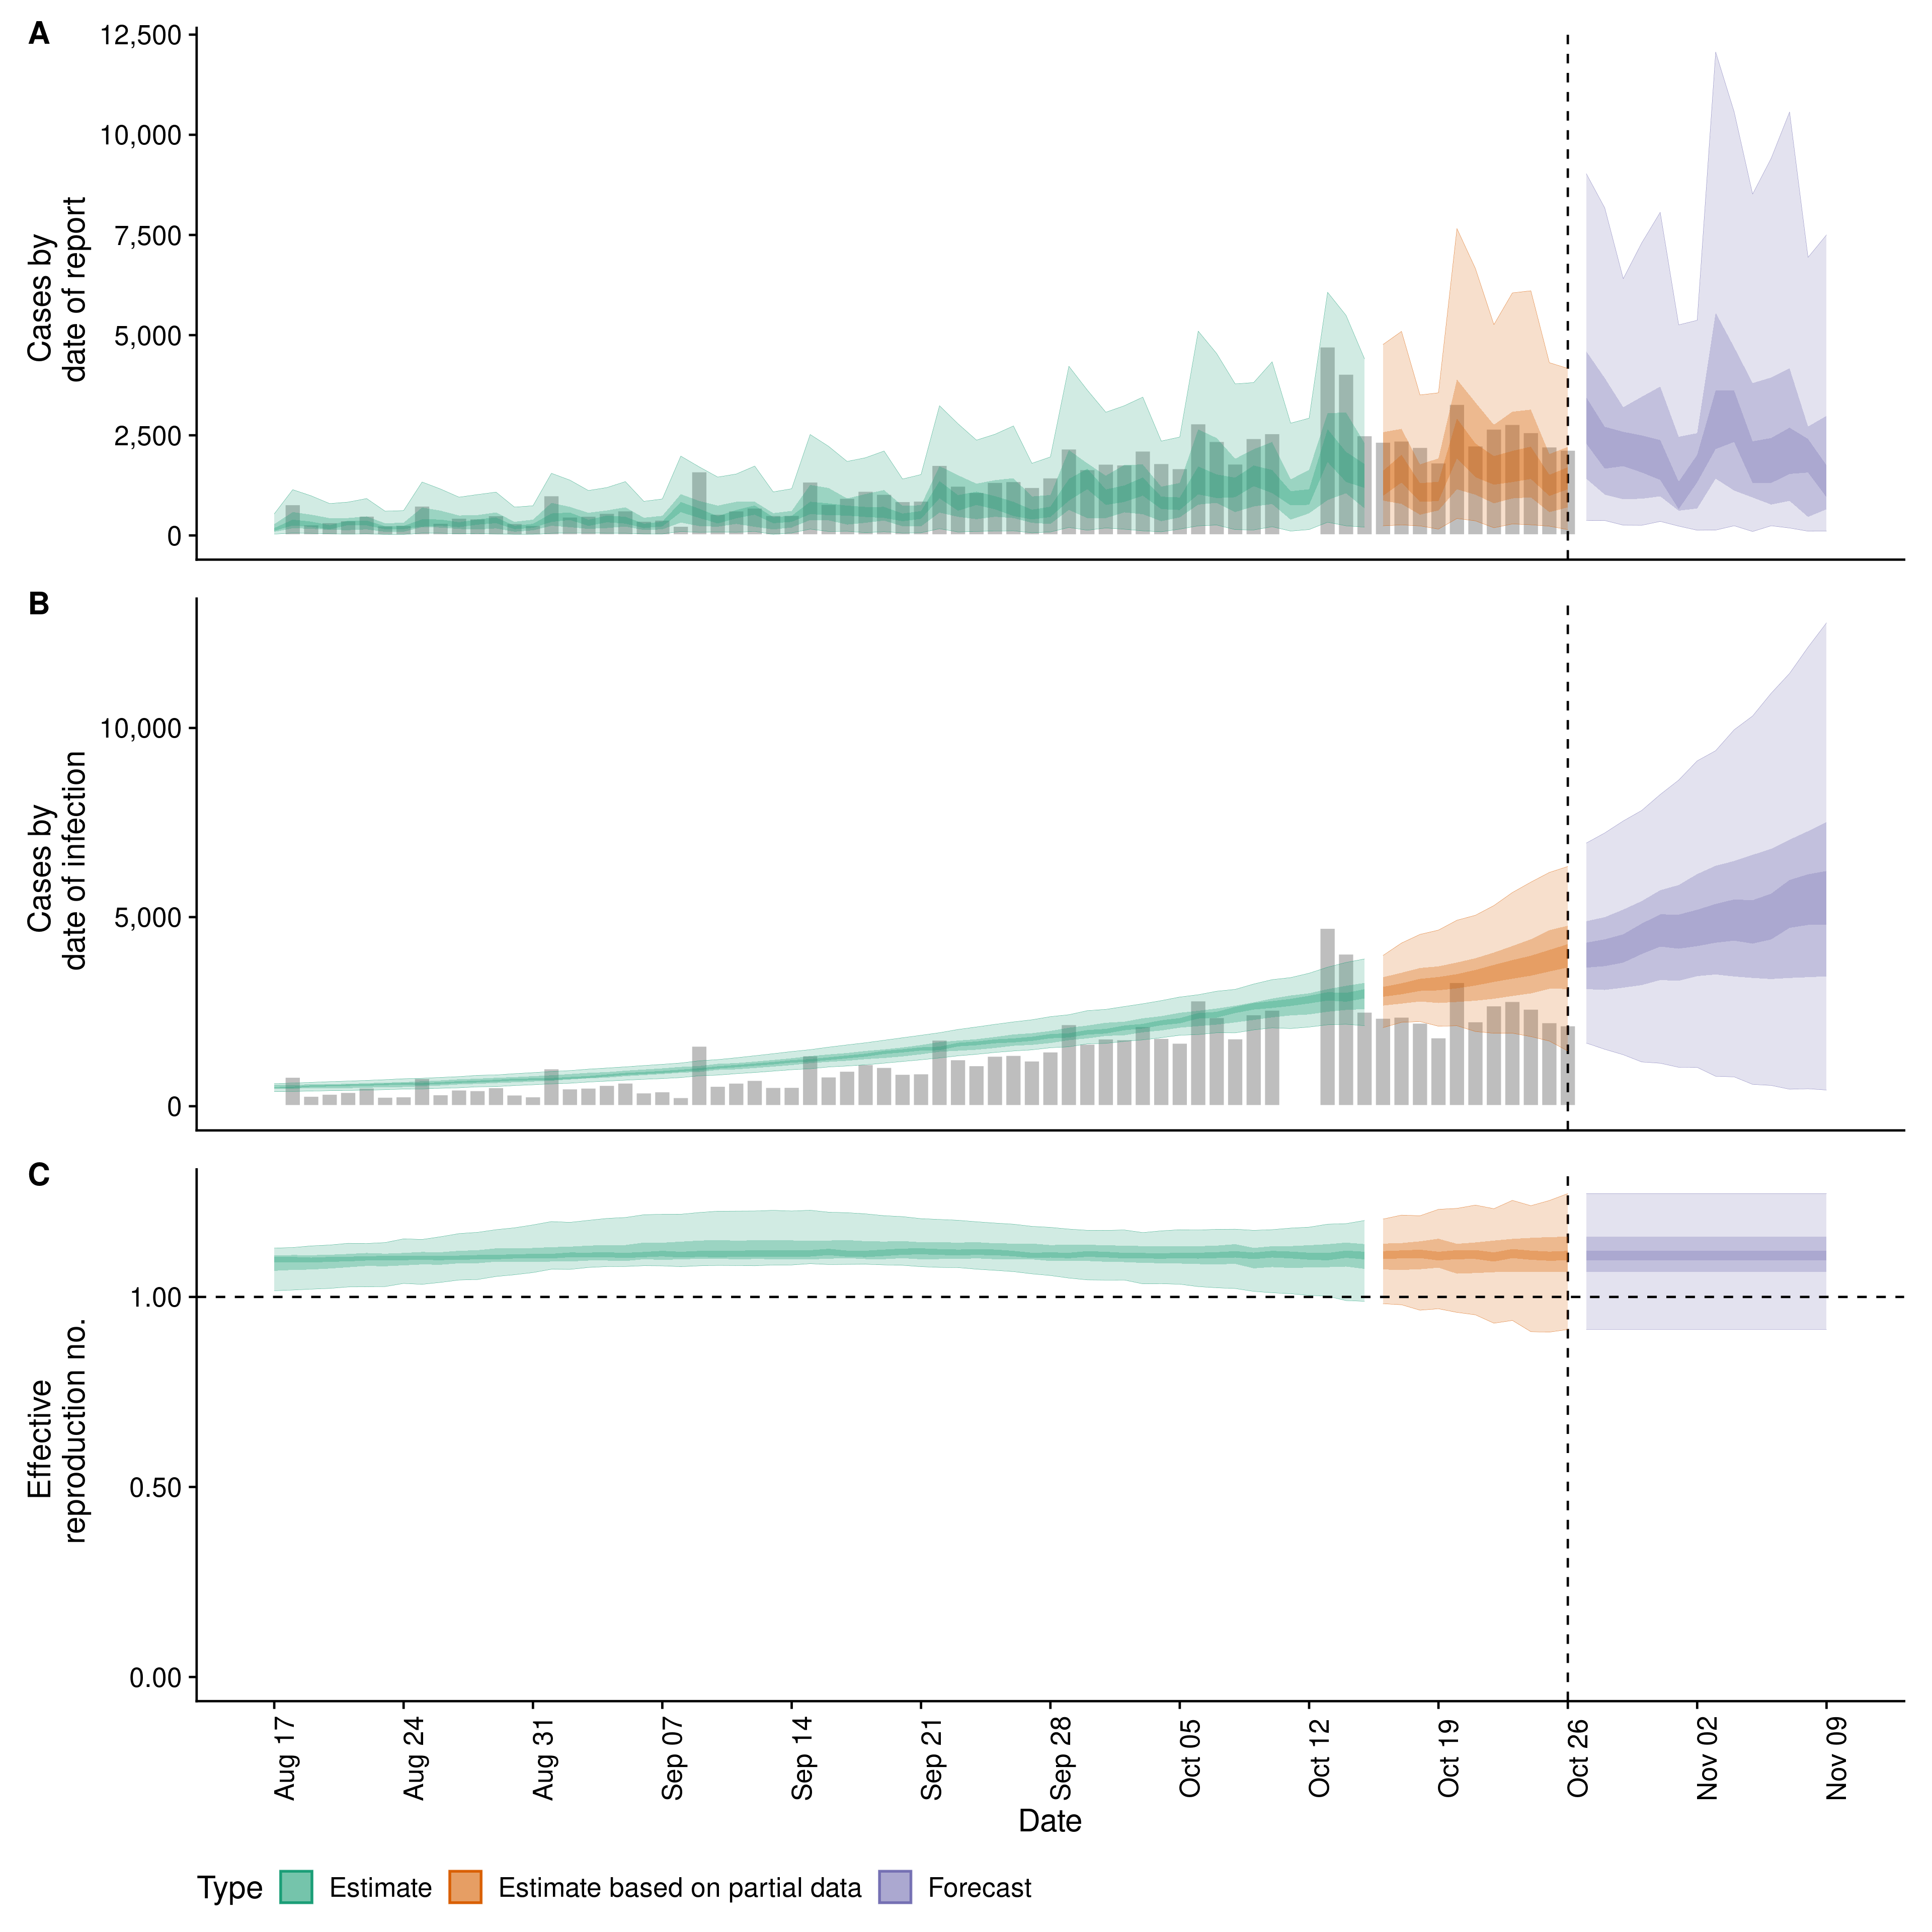 A
12,500
10,000
7,500
5,000
2,500
0
Cases by
date of report
B
10,000
5,000
0
Cases by
date of infection
C
1.00
0.50
0.00
Effective
reproduction no.
Aug 17
Aug 24
Aug 31
Sep 07
Sep 14
Sep 21
Sep 28
Oct 05
Oct 12
Oct 19
Oct 26
Nov 02
Nov 09
Date
Type Estimate Estimate based on partial data Forecast